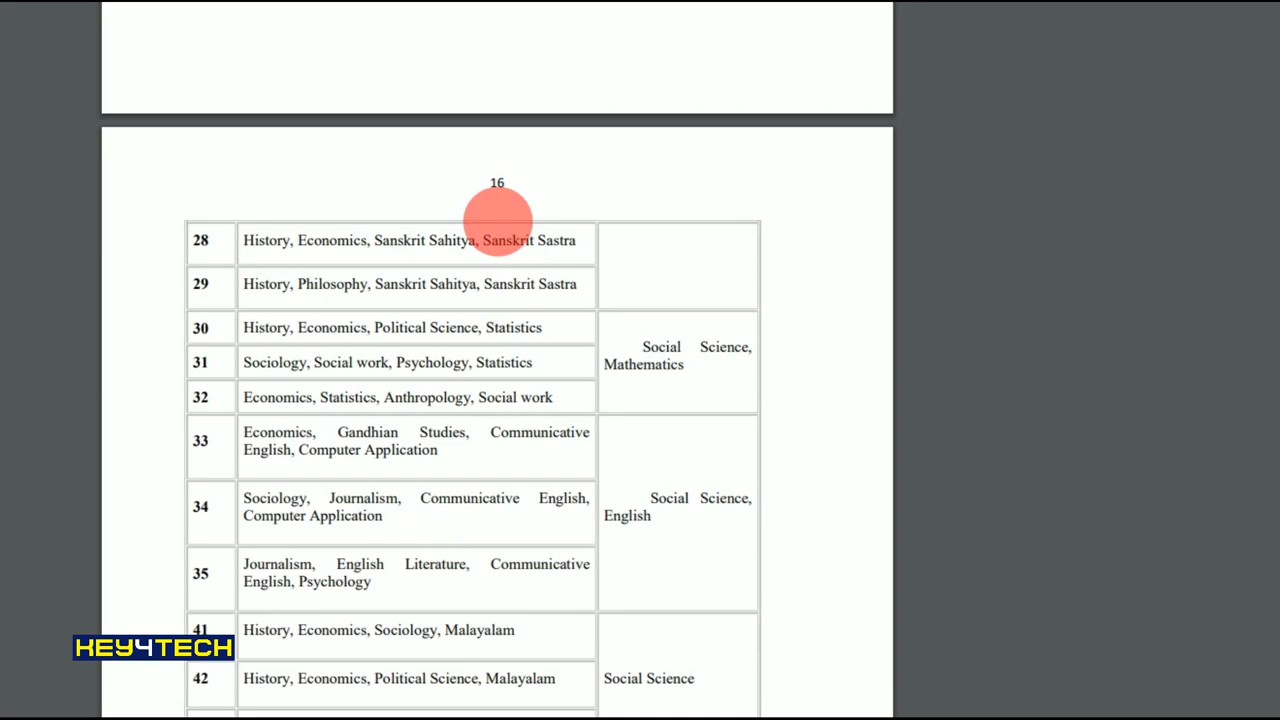 16
28 History, Economics, Sanskrit Sahitya, Sanskrit Sastra
29 History, Philosophy, Sanskrit Sahitya, Sanskrit Sastra
30 History, Economics, Political Science, Statistics
Social Science,
Mathematics
31 Sociology, Social work, Psychology, Statistics
32 Economics, Statistics, Anthropology, Social work
33 Economics, Gandhian Studies, Communicative
English, Computer Application
34 Sociology, Journalism, Communicative English,
Computer Application
Social Science,
English
35 Journalism, English Literature, Communicative
English, Psychology
41 History, Economics, Sociology, Malayalam
KEY4TECH
42 History, Economics, Political Science, Malayalam
Social Science